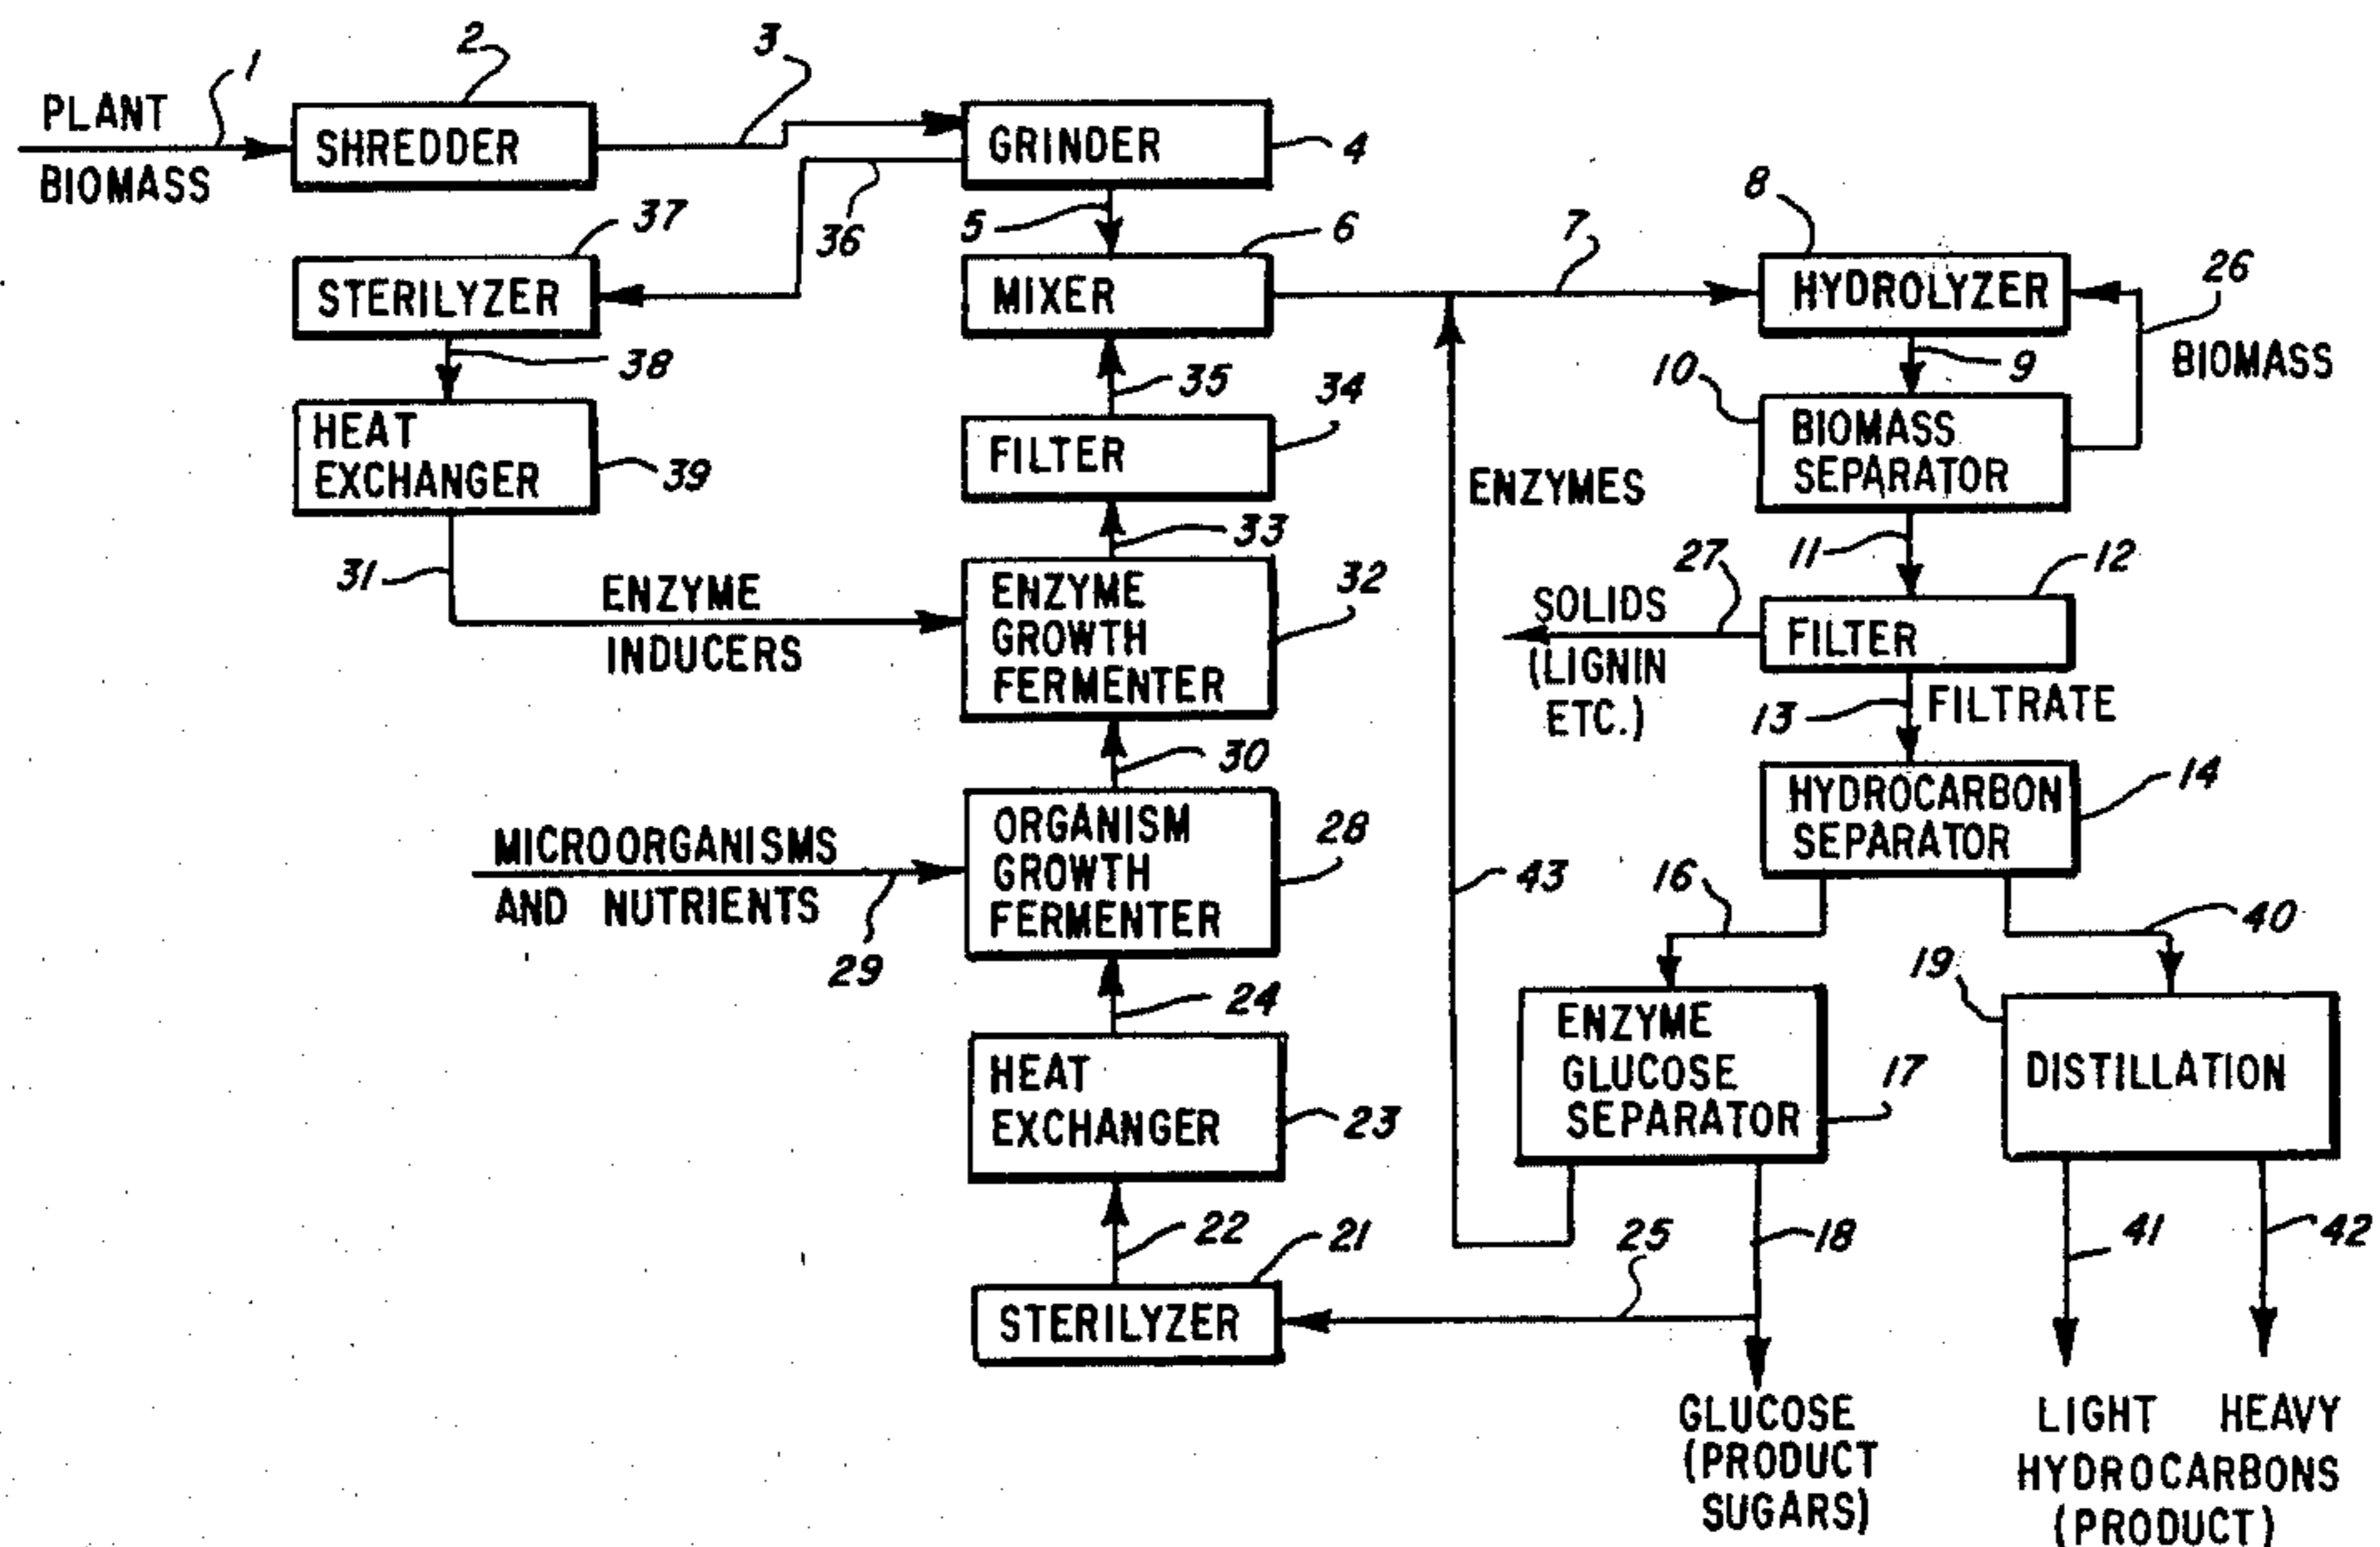 PLANT
BIOMASS
1
2
SHREDDER
3
GRINDER
4
36
5
37
STERILYZER
38
HEAT
EXCHANGER
39
31
ENZYME
INDUCERS
MIXER
6
7
35
FILTER
34
33
ENZYME
GROWTH
FERMENTER
32
30
MICROORGANISMS
AND NUTRIENTS
29
ORGANISM
GROWTH
FERMENTER
28
24
HEAT
EXCHANGER
23
22
21
STERILYZER
25
8
HYDROLYZER
26
BIOMASS
9
10
BIOMASS
SEPARATOR
ENZYMES
43
11
12
FILTER
27
SOLIDS
(LIGNIN
ETC.)
13
FILTRATE
HYDROCARBON
SEPARATOR
14
16
40
ENZYME
GLUCOSE
SEPARATOR
17
19
DISTILLATION
18
41
42
GLUCOSE
(PRODUCT
SUGARS)
LIGHT HEAVY
HYDROCARBONS
(PRODUCT)